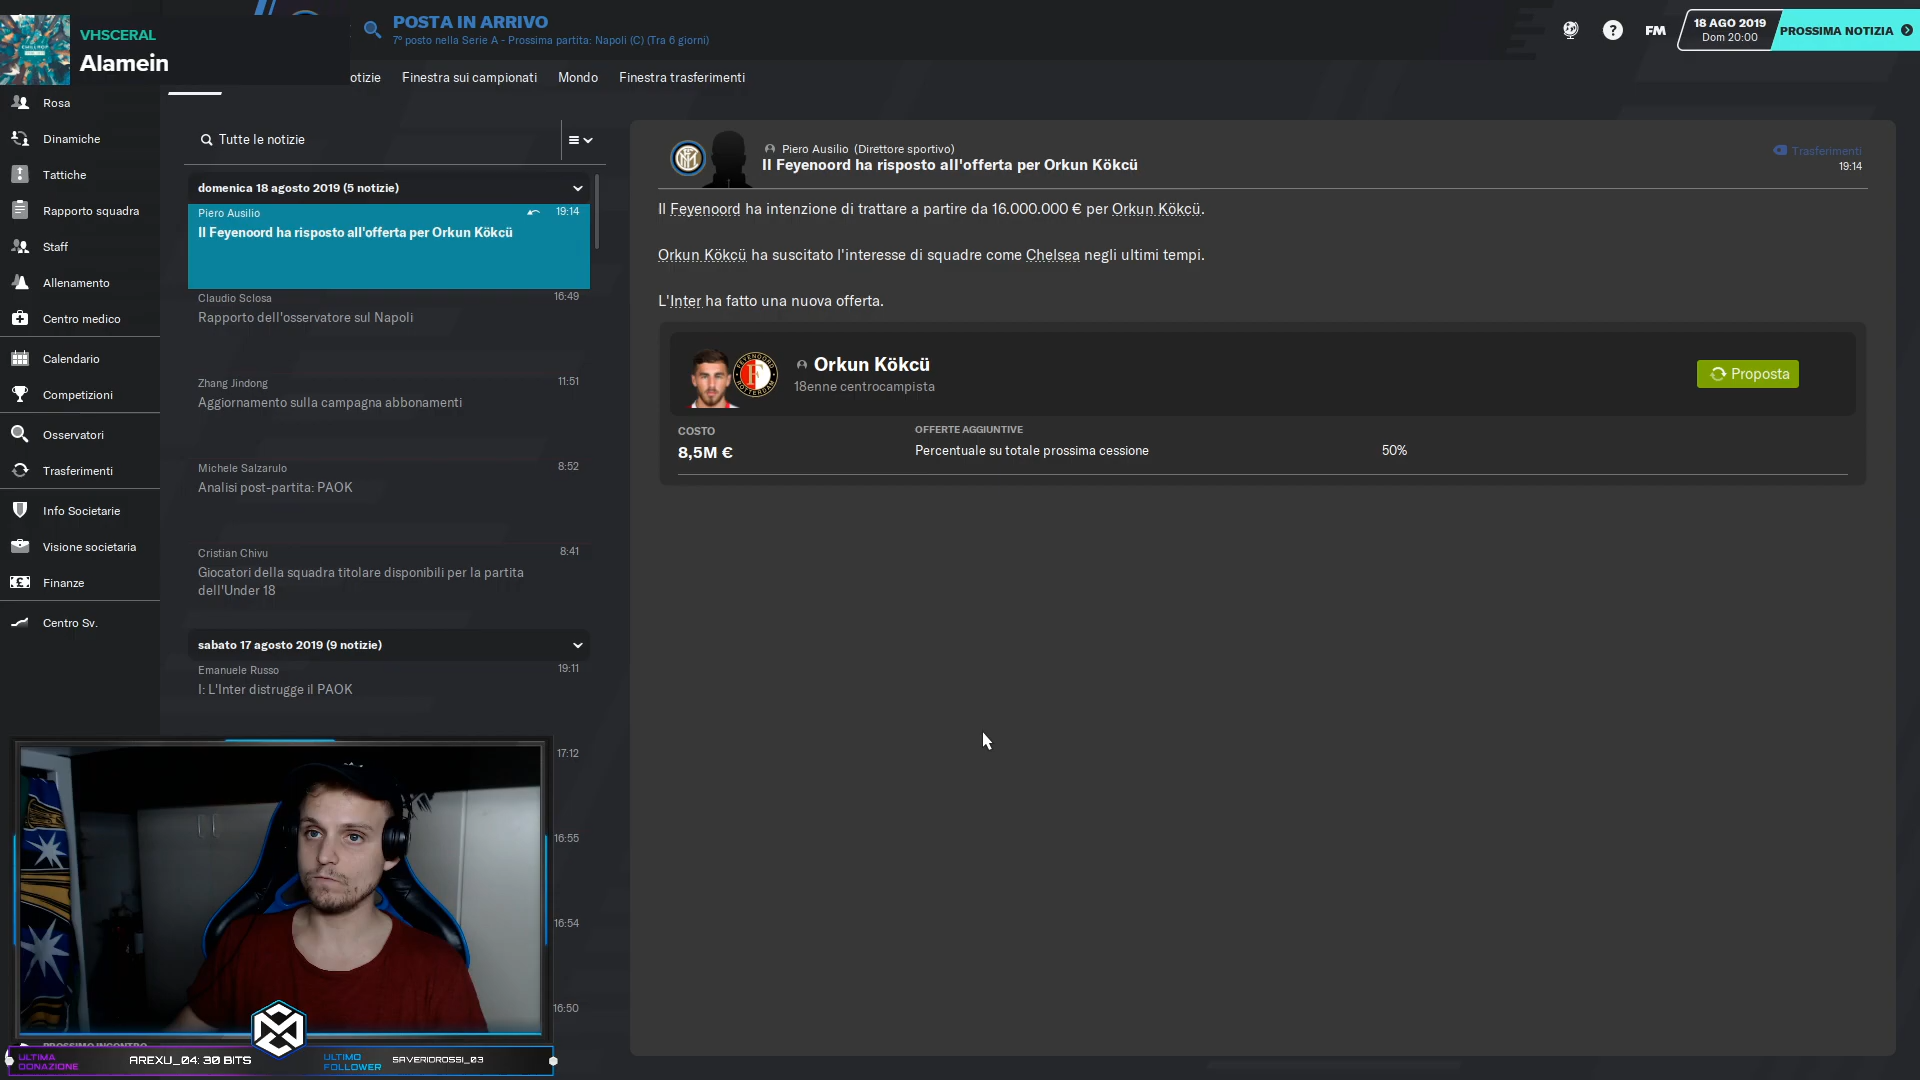 VHSCERAL
Alamein
POSTA IN ARRIVO
7° posto nella Serie A - Prossima partita: Napoli (C) (Tra 6 giorni)
FM
18 AGO 2019
Dom 20:00
PROSSIMA NOTIZIA
otizie
Finestra sui campionati
Mondo
Finestra trasferimenti
Rosa
Dinamiche
Tattiche
Rapporto squadra
Staff
Allenamento
Centro medico
Calendario
Competizioni
Osservatori
Trasferimenti
Info Societarie
Visione societaria
Finanze
Centro Sv.
Tutte le notizie
domenica 18 agosto 2019 (5 notizie)
Piero Ausilio 19:14
Il Feyenoord ha risposto all'offerta per Orkun Kökcü
Claudio Sclosa 16:49
Rapporto dell'osservatore sul Napoli
Zhang Jindong 11:51
Aggiornamento sulla campagna abbonamenti
Michele Salzarulo 8:52
Analisi post-partita: PAOK
Cristian Chivu 8:41
Giocatori della squadra titolare disponibili per la partita
dell'Under 18
sabato 17 agosto 2019 (9 notizie)
Emanuele Russo 19:11
I: L'Inter distrugge il PAOK
17:12
16:55
16:54
16:50
Piero Ausilio (Direttore sportivo)
Il Feyenoord ha risposto all'offerta per Orkun Kökcü
Trasferimenti
19:14
Il Feyenoord ha intenzione di trattare a partire da 16.000.000 € per Orkun Kökcü.
Orkun Kökcü ha suscitato l'interesse di squadre come Chelsea negli ultimi tempi.
L'Inter ha fatto una nuova offerta.
FEYENOORD
ROTTERDAM
Orkun Kökcü
18enne centrocampista
Proposta
COSTO
8,5M €
OFFERTE AGGIUNTIVE
Percentuale su totale prossima cessione 50%
PROSSIMO INCONTRO
ULTIMA
DONAZIONE
AREXU_04: 30 BITS
ULTIMO
FOLLOWER
SAVERIOROSSI_03